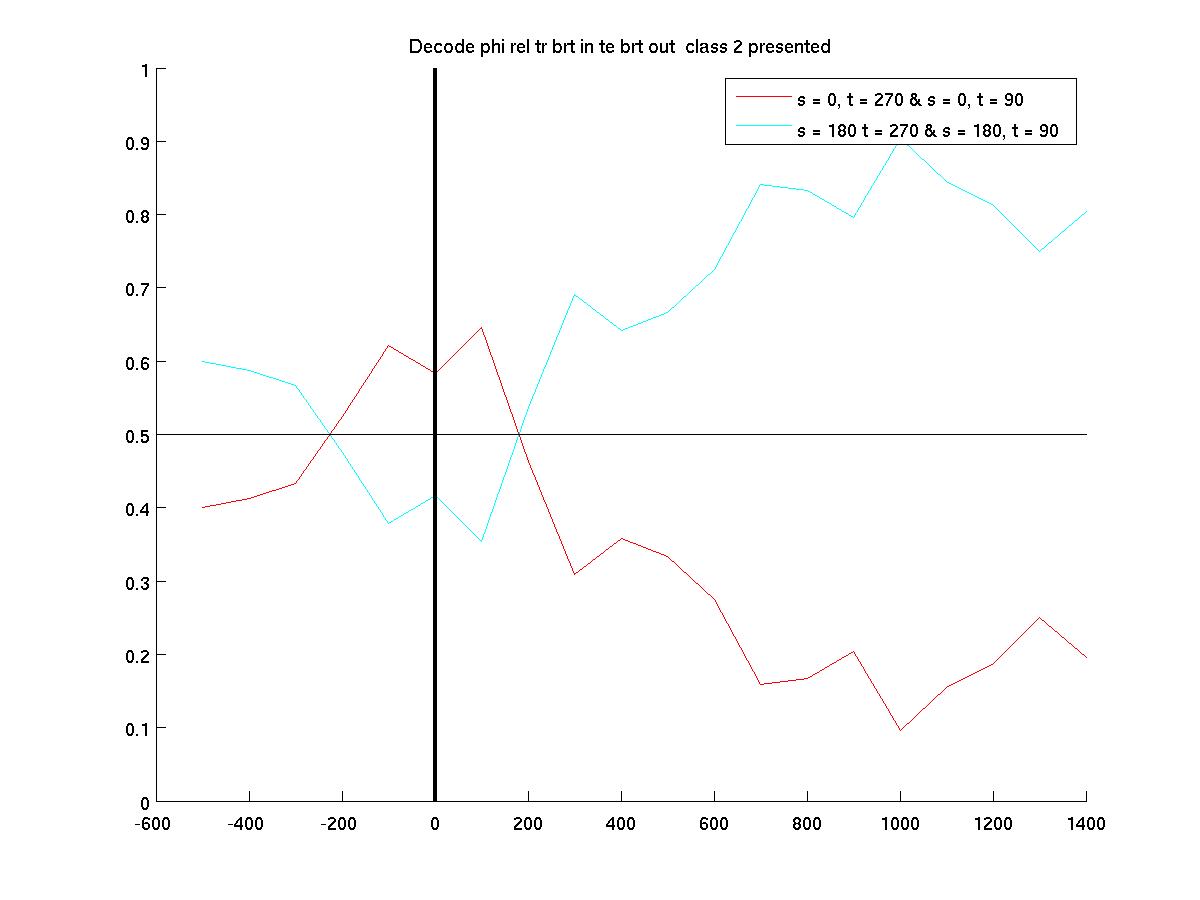 Decode phi rel tr brt in te brt out  class 2 presented
1
s = 0, t = 270 & s = 0, t = 90
s = 180 t = 270 & s = 180, t = 90
0.9
0.8
0.7
0.6
0.5
0.4
0.3
0.2
0.1
0
-600 -400 -200 0 200 400 600 800 1000 1200 1400